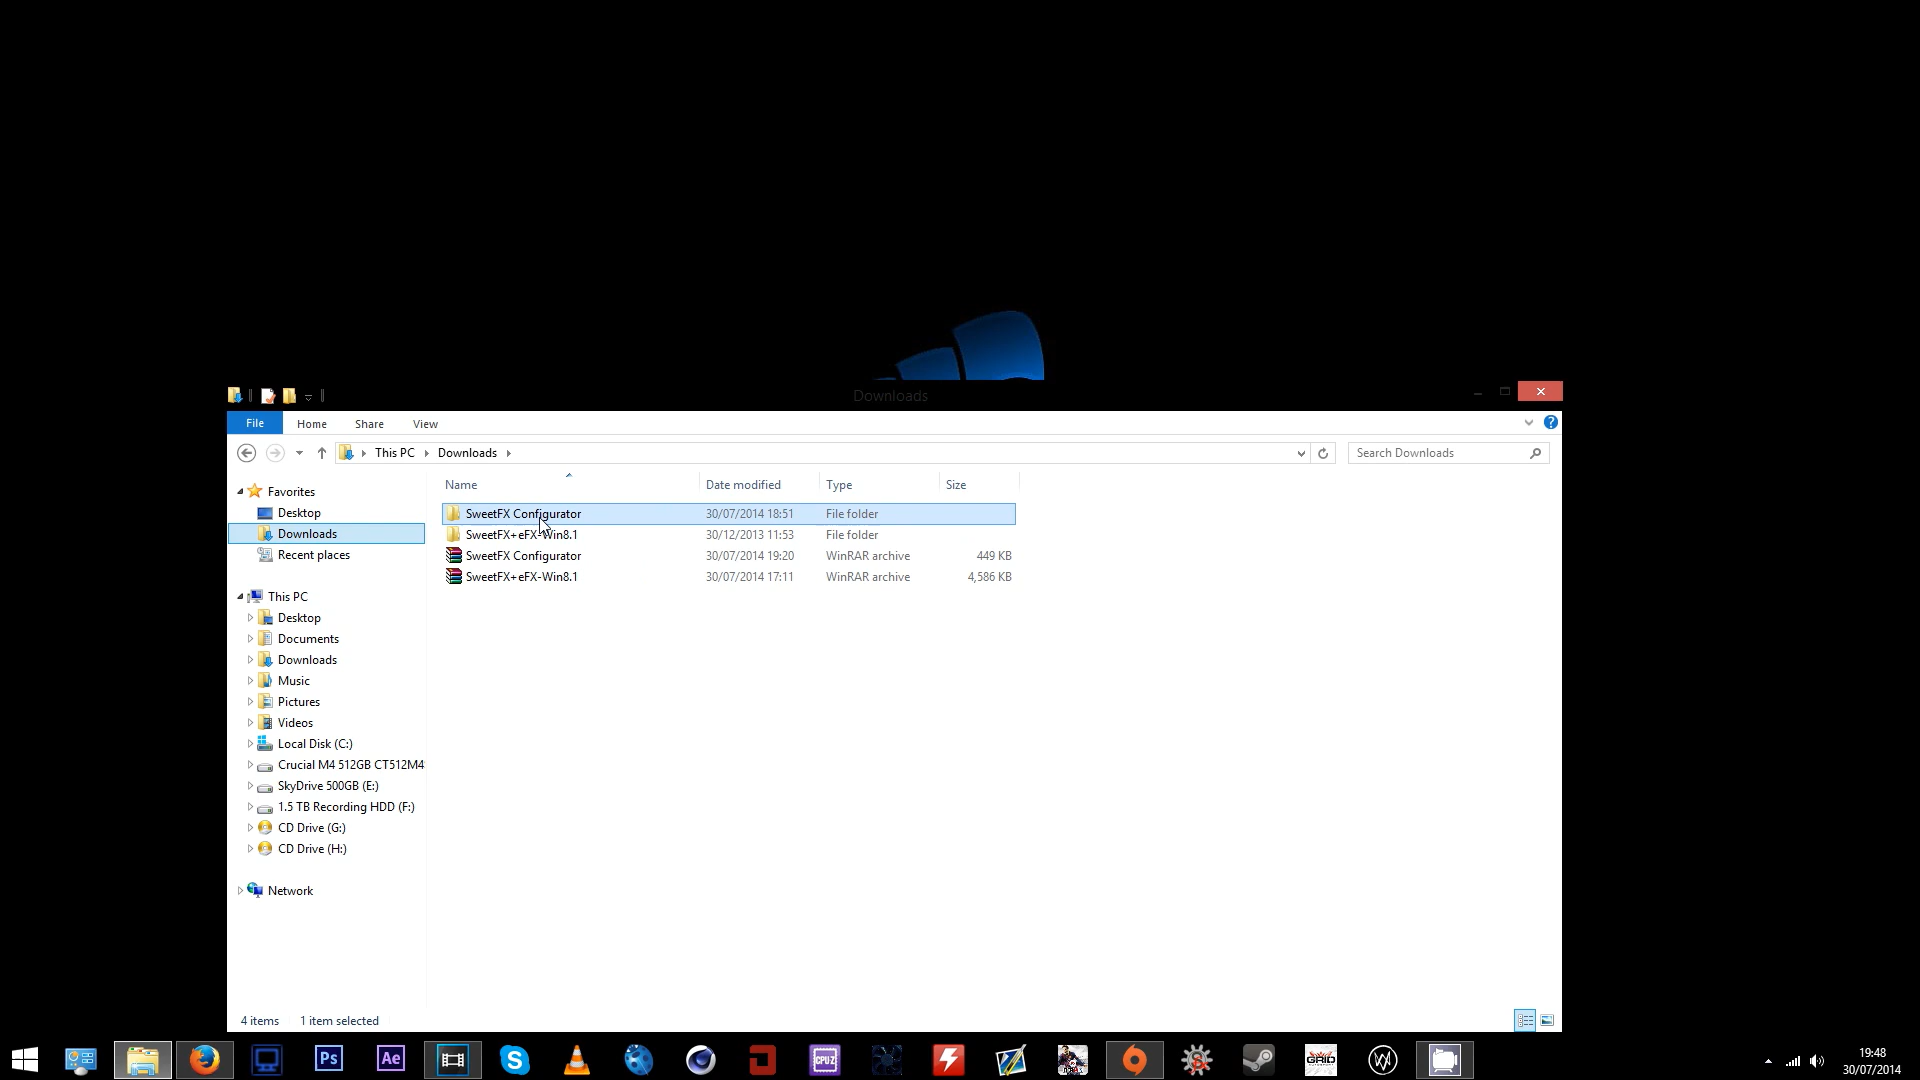 Downloads
File Home Share View
This PC Downloads
Search Downloads
Name Date modified Type Size
SweetFX Configurator 30/07/2014 18:51 File folder
SweetFX+eFX-Win8.1 30/12/2013 11:53 File folder
SweetFX Configurator 30/07/2014 19:20 WinRAR archive 449 KB
SweetFX+eFX-Win8.1 30/07/2014 17:11 WinRAR archive 4,586 KB
Favorites
Desktop
Downloads
Recent places
This PC
Desktop
Documents
Downloads
Music
Pictures
Videos
Local Disk (C:)
Crucial M4 512GB CT512M4
SkyDrive 500GB (E:)
1.5 TB Recording HDD (F:)
CD Drive (G:)
CD Drive (H:)
Network
4 items 1 item selected
Ps Ae CPUZ GRID
19:48
30/07/2014